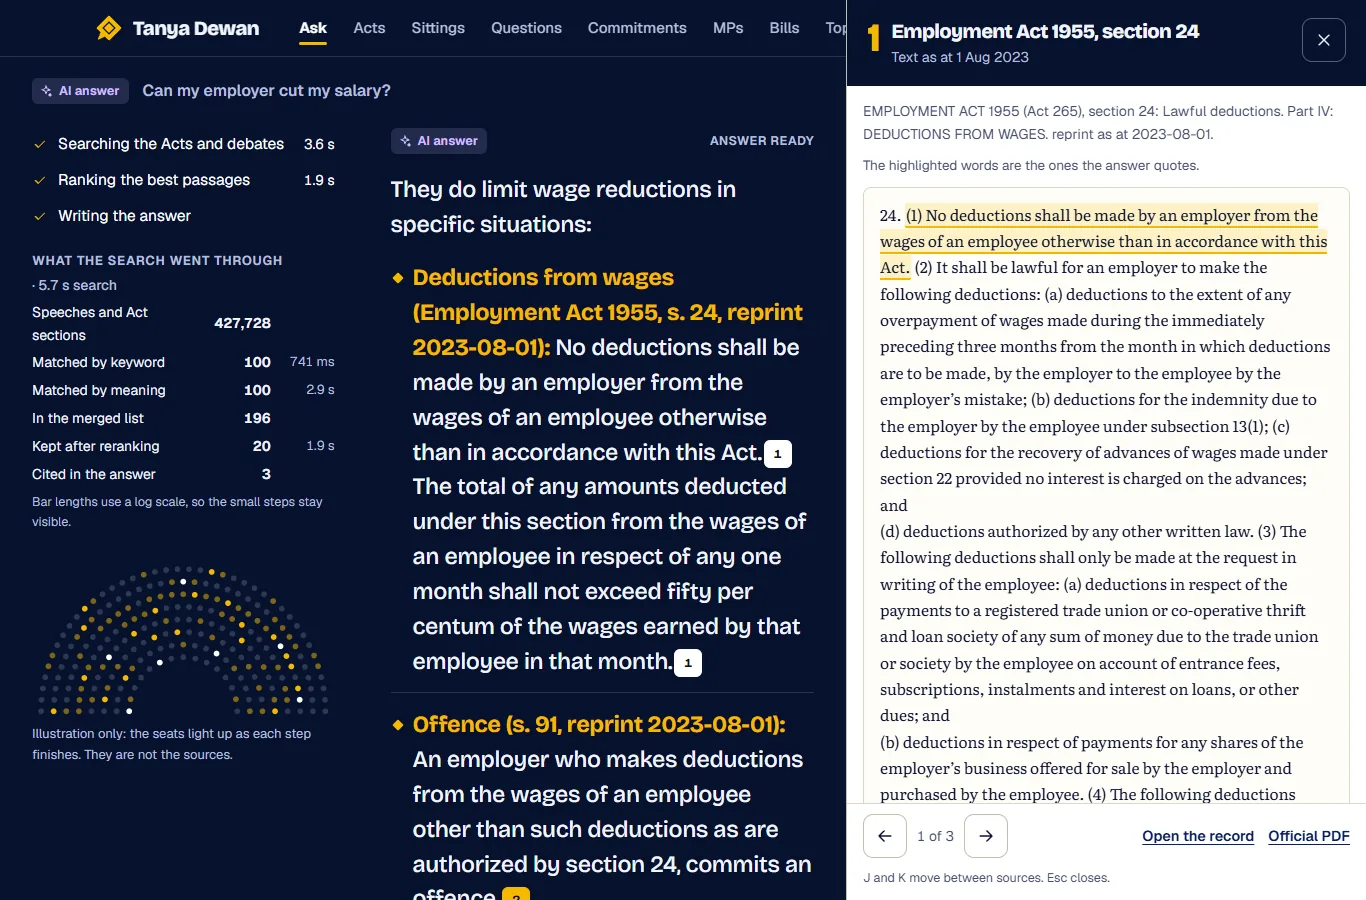 Tanya Dewan
Ask
Acts
Sittings
Questions
Commitments
MPs
Bills
AI answer
Can my employer cut my salary?
Searching the Acts and debates 3.6 s
Ranking the best passages 1.9 s
Writing the answer
WHAT THE SEARCH WENT THROUGH
· 5.7 s search
Speeches and Act
sections 427,728
Matched by keyword 100 741 ms
Matched by meaning 100 2.9 s
In the merged list 196
Kept after reranking 20 1.9 s
Cited in the answer 3
Bar lengths use a log scale, so the small steps stay
visible.
Illustration only: the seats light up as each step
finishes. They are not the sources.
AI answer
ANSWER READY
They do limit wage reductions in
specific situations:
Deductions from wages
(Employment Act 1955, s. 24, reprint
2023-08-01): No deductions shall be
made by an employer from the
wages of an employee otherwise
than in accordance with this Act. 1
The total of any amounts deducted
under this section from the wages of
an employee in respect of any one
month shall not exceed fifty per
centum of the wages earned by that
employee in that month. 1
Offence (s. 91, reprint 2023-08-01):
An employer who makes deductions
from the wages of an employee
other than such deductions as are
authorized by section 24, commits an
offence. 2
1
Employment Act 1955, section 24
Text as at 1 Aug 2023
EMPLOYMENT ACT 1955 (Act 265), section 24: Lawful deductions. Part IV:
DEDUCTIONS FROM WAGES. reprint as at 2023-08-01.
The highlighted words are the ones the answer quotes.
24. (1) No deductions shall be made by an employer from the
wages of an employee otherwise than in accordance with this
Act. (2) It shall be lawful for an employer to make the
following deductions: (a) deductions to the extent of any
overpayment of wages made during the immediately
preceding three months from the month in which deductions
are to be made, by the employer to the employee by the
employer’s mistake; (b) deductions for the indemnity due to
the employer by the employee under subsection 13(1); (c)
deductions for the recovery of advances of wages made under
section 22 provided no interest is charged on the advances;
and
(d) deductions authorized by any other written law. (3) The
following deductions shall only be made at the request in
writing of the employee: (a) deductions in respect of the
payments to a registered trade union or co-operative thrift
and loan society of any sum of money due to the trade union
or society by the employee on account of entrance fees,
subscriptions, instalments and interest on loans, or other
dues; and
(b) deductions in respect of payments for any shares of the
employer’s business offered for sale by the employer and
purchased by the employee. (4) The following deductions
1 of 3
Open the record
Official PDF
J and K move between sources. Esc closes.